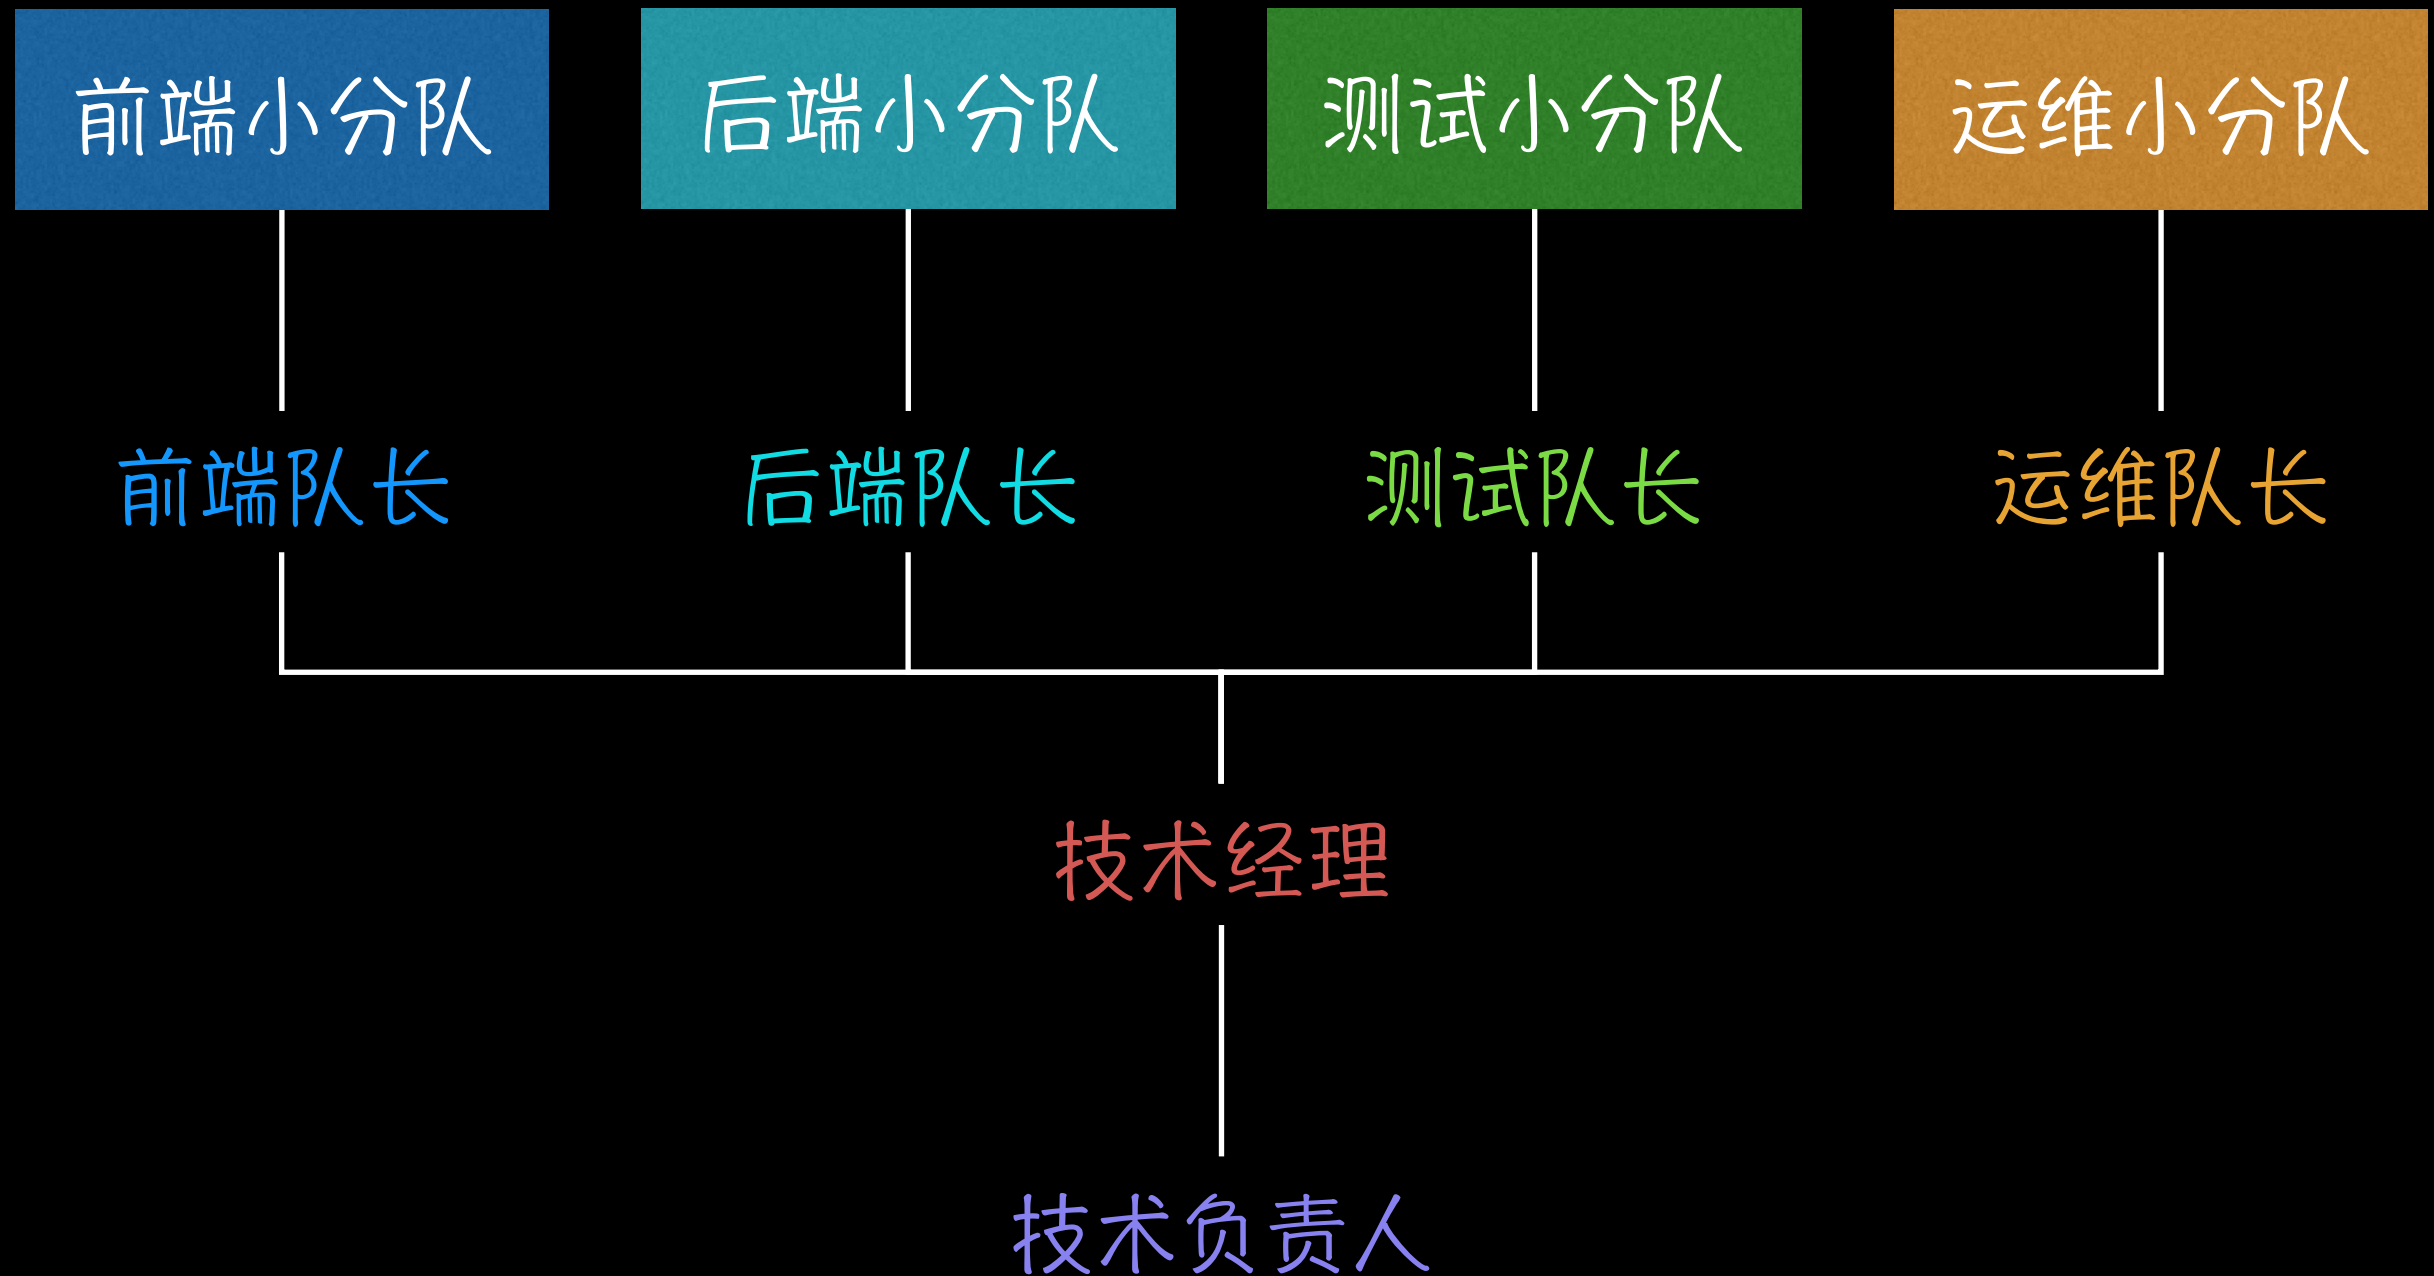 前端小分队
后端小分队
测试小分队
运维小分队
前端队长
后端队长
测试队长
运维队长
技术经理
技术负责人